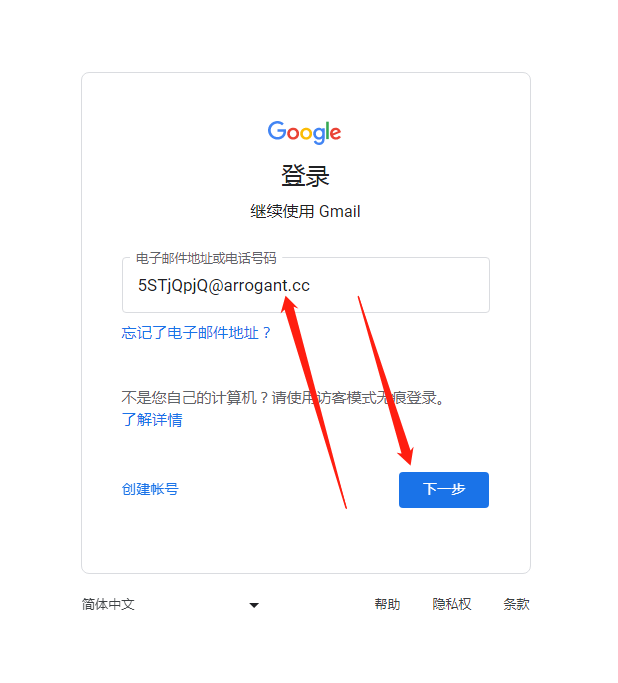 Google
登录
继续使用 Gmail
电子邮件地址或电话号码
5STjQpjQ@arrogant.cc
忘记了电子邮件地址？
不是您自己的计算机？请使用访客模式无痕登录。
了解详情
创建帐号
下一步
简体中文 帮助 隐私权 条款